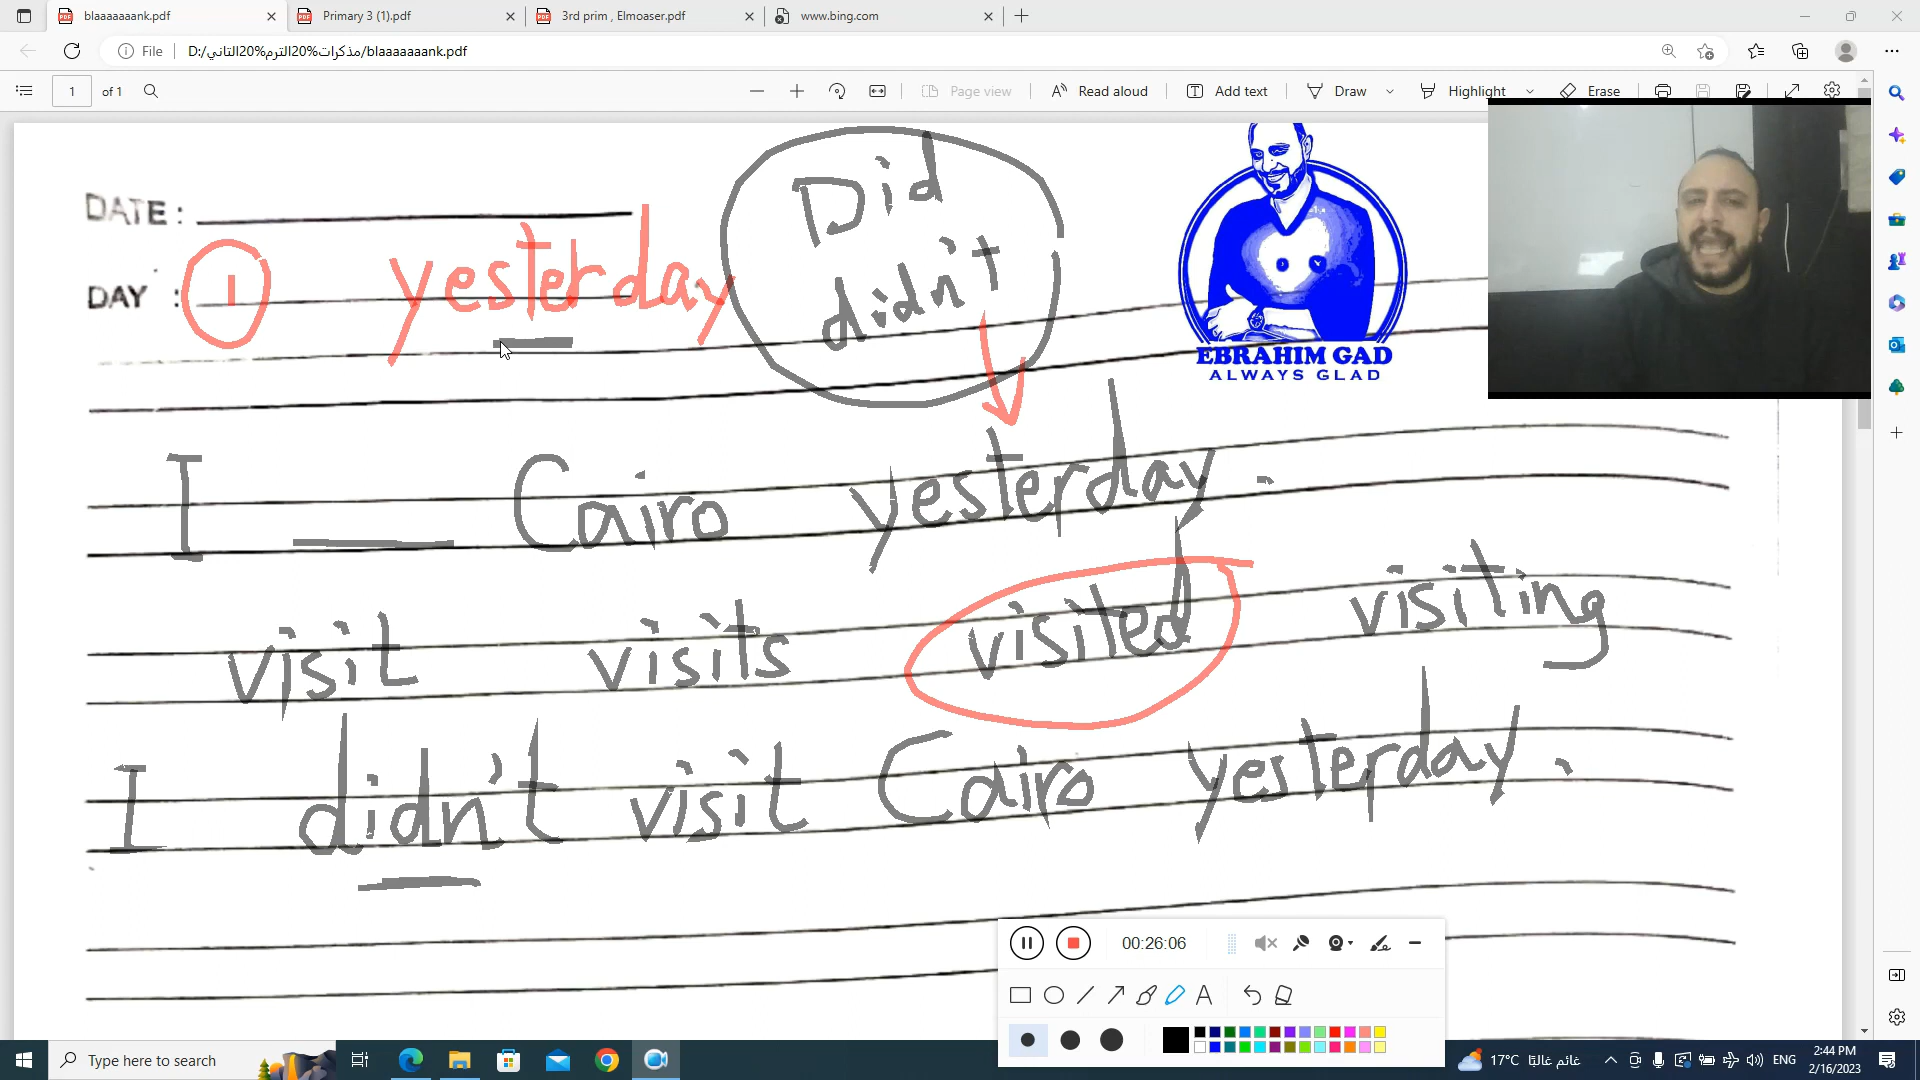 blaaaaaaank.pdf
Primary 3 (1).pdf
3rd prim , Elmoaser.pdf
www.bing.com
File
D:/مذكرات%20الترم%20التاني/blaaaaaaank.pdf
1 of 1
Page view
Read aloud
Add text
Draw
Highlight
Erase
Did
didn't
DATE :
DAY :
1 yesterday
EBRAHIM GAD
ALWAYS GLAD
I ____ Cairo yesterday.
visit visits visited visiting
I didn't visit Cairo yesterday.
00:26:06
Type here to search
17°C غائم غالبًا
ENG
2:44 PM
2/16/2023